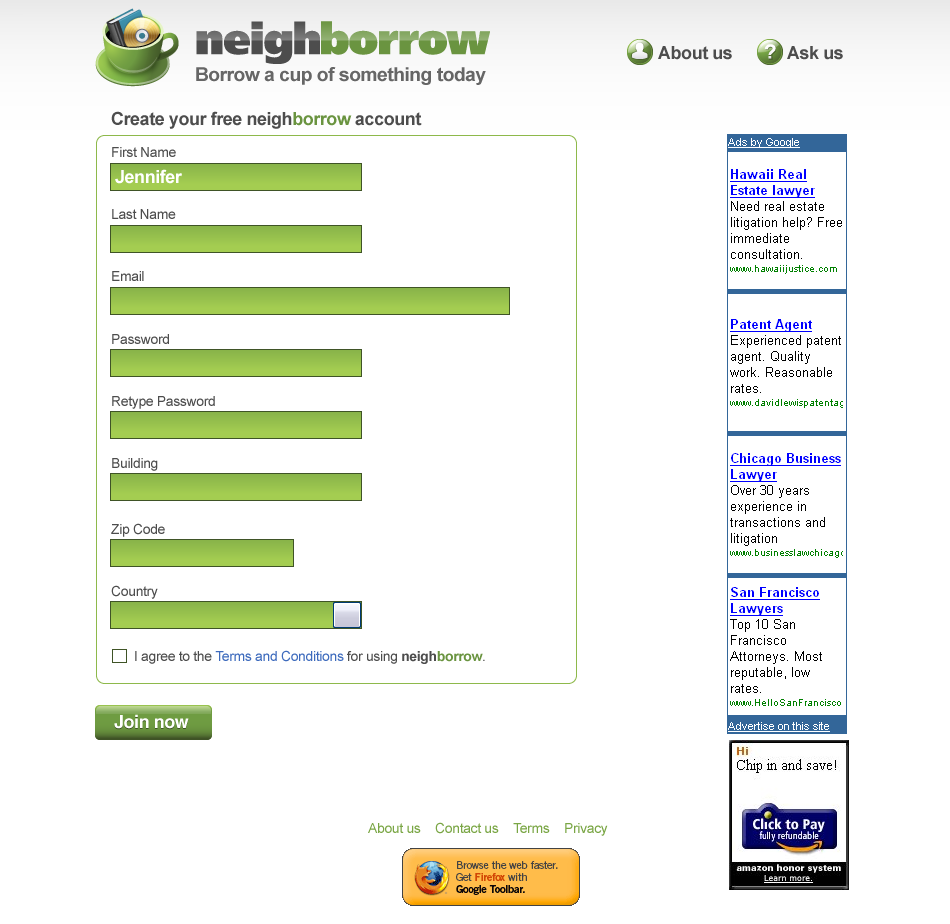 neighborrow
Borrow a cup of something today
About us
Ask us
Create your free neighborrow account
First Name
Jennifer
Last Name
Email
Password
Retype Password
Building
Zip Code
Country
I agree to the Terms and Conditions for using neighborrow.
Join now
Ads by Google
Hawaii Real
Estate lawyer
Need real estate
litigation help? Free
immediate
consultation.
www.hawaiijustice.com
Patent Agent
Experienced patent
agent. Quality
work. Reasonable
rates.
www.davidlewispatentag
Chicago Business
Lawyer
Over 30 years
experience in
transactions and
litigation
www.businesslawchicago
San Francisco
Lawyers
Top 10 San
Francisco
Attorneys. Most
reputable, low
rates.
www.HelloSanFrancisco
Advertise on this site
Hi
Chip in and save!
Click to Pay
fully refundable
amazon honor system
Learn more.
About us Contact us Terms Privacy
Browse the web faster.
Get Firefox with
Google Toolbar.